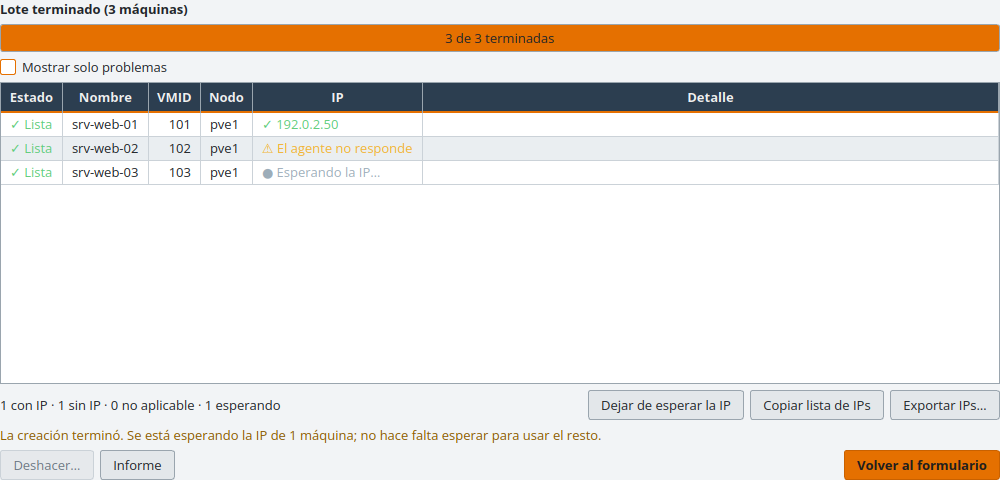 Lote terminado (3 máquinas)
3 de 3 terminadas
Mostrar solo problemas
Estado Nombre VMID Nodo IP Detalle
✓ Lista srv-web-01 101 pve1 ✓ 192.0.2.50
✓ Lista srv-web-02 102 pve1 ⚠ El agente no responde
✓ Lista srv-web-03 103 pve1 ● Esperando la IP...
1 con IP · 1 sin IP · 0 no aplicable · 1 esperando Dejar de esperar la IP Copiar lista de IPs Exportar IPs...
La creación terminó. Se está esperando la IP de 1 máquina; no hace falta esperar para usar el resto.
Deshacer... Informe Volver al formulario